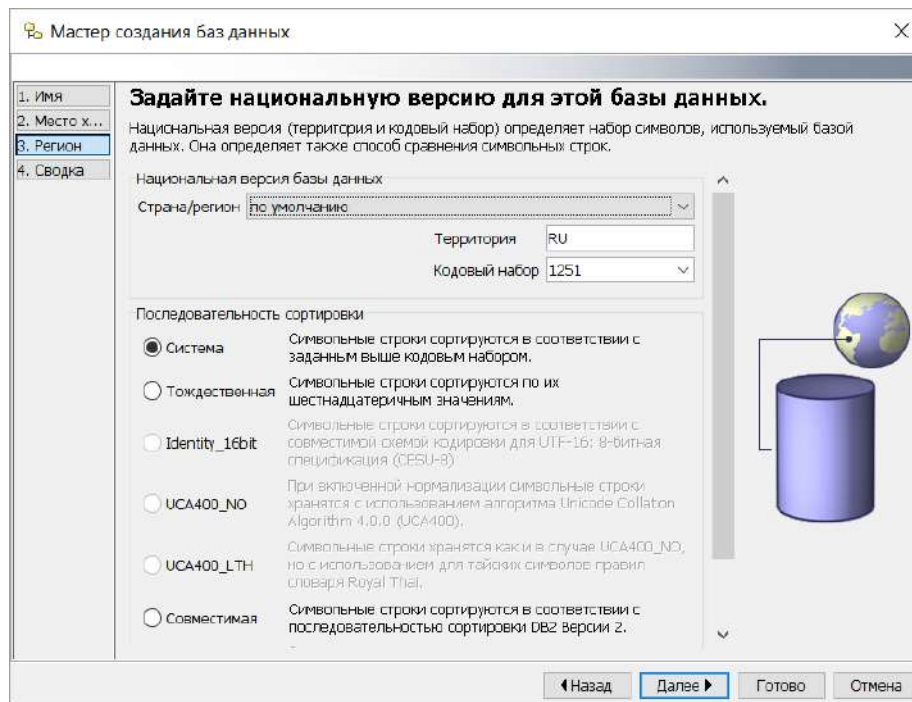 Мастер создания баз данных
1. Имя
2. Место х...
3. Регион
4. Сводка
Задайте национальную версию для этой базы данных.
Национальная версия (территория и кодовый набор) определяет набор символов, используемый базой
данных. Она определяет также способ сравнения символьных строк.
Национальная версия базы данных
Страна/регион по умолчанию
Территория RU
Кодовый набор 1251
Последовательность сортировки
Система
Символьные строки сортируются в соответствии с
заданным выше кодовым набором.
Тождественная
Символьные строки сортируются по их
шестнадцатеричным значениям.
Identity_16bit
Символьные строки сортируются в соответствии с
совместимой схемой кодировки для UTF-16: 8-битная
спецификация (CESU-8)
UCA400_NO
При включенной нормализации символьные строки
хранятся с использованием алгоритма Unicode Collation
Algorithm 4.0.0 (UCA400).
UCA400_LTH
Символьные строки хранятся как и в случае UCA400_NO,
но с использованием для тайских символов правил
словаря Royal Thai.
Совместимая
Символьные строки сортируются в соответствии с
последовательностью сортировки DB2 Версии 2.
Назад Далее Готово Отмена